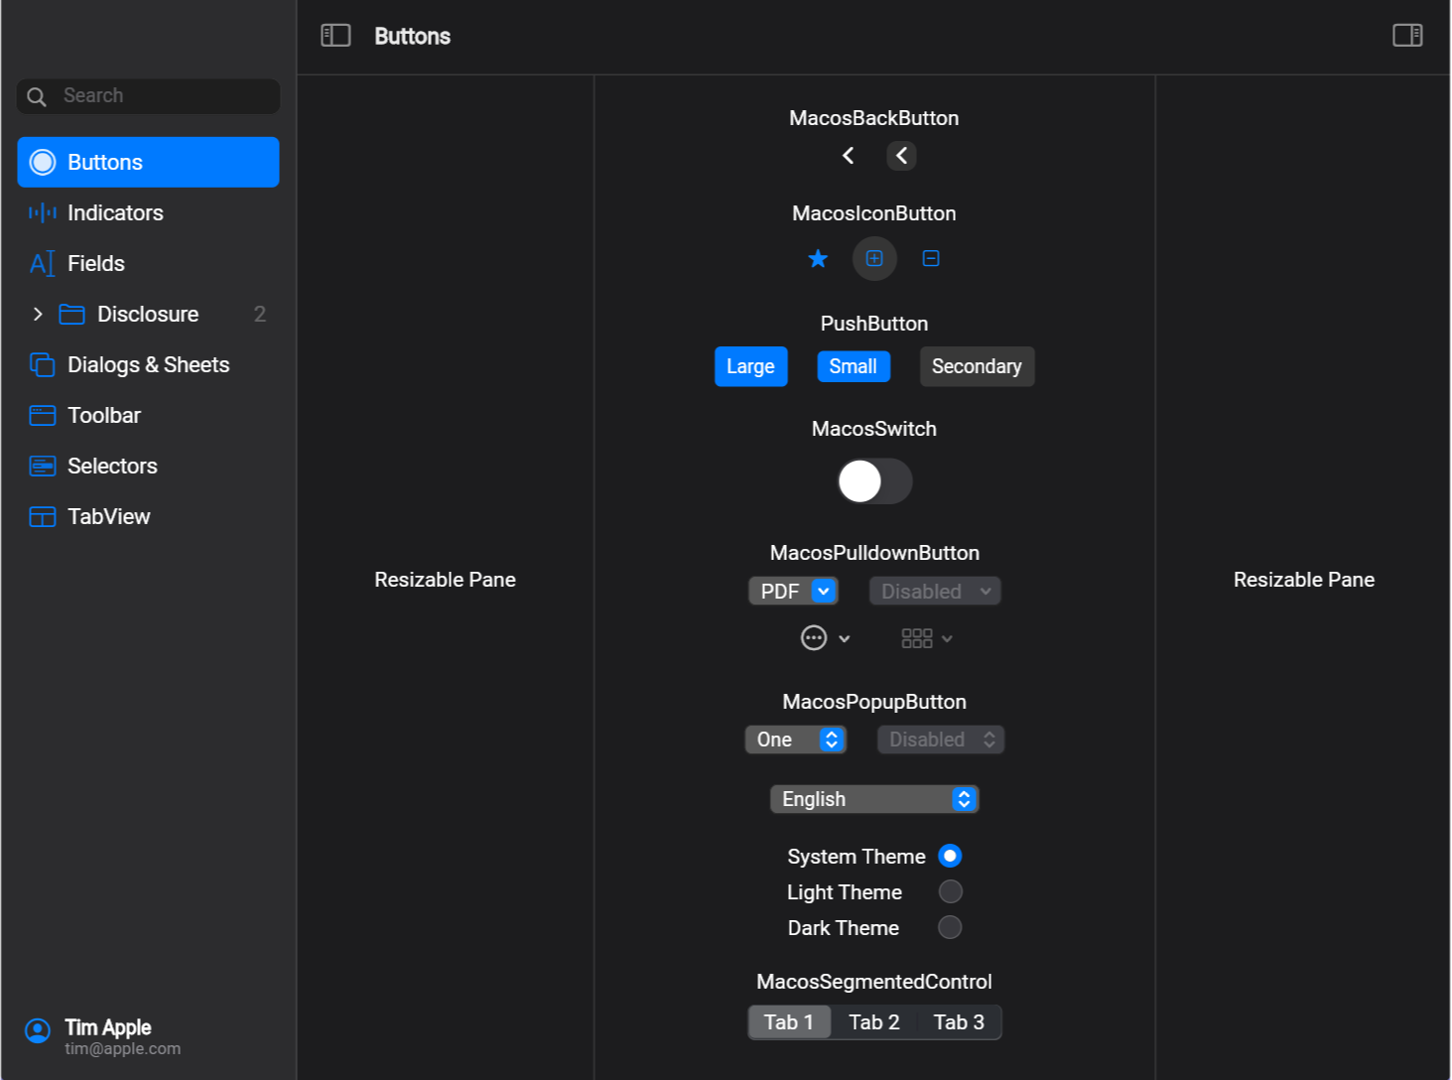 Buttons
Search
Buttons
Indicators
Fields
Disclosure 2
Dialogs & Sheets
Toolbar
Selectors
TabView
Tim Apple
tim@apple.com
Resizable Pane
MacosBackButton
MacosIconButton
PushButton
Large Small Secondary
MacosSwitch
MacosPulldownButton
PDF Disabled
MacosPopupButton
One Disabled
English
System Theme
Light Theme
Dark Theme
MacosSegmentedControl
Tab 1 Tab 2 Tab 3
Resizable Pane